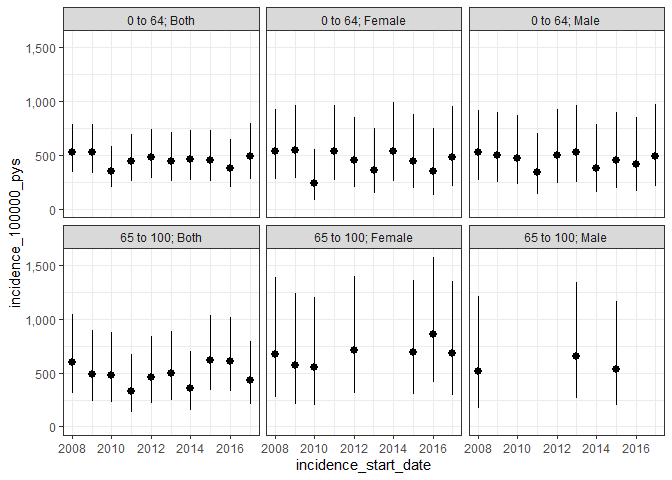 0 to 64; Both
0 to 64; Female
0 to 64; Male
1,500
1,000
500
0
65 to 100; Both
65 to 100; Female
65 to 100; Male
1,500
1,000
500
0
2008 2010 2012 2014 2016
2008 2010 2012 2014 2016
2008 2010 2012 2014 2016
incidence_start_date
incidence_100000_pys